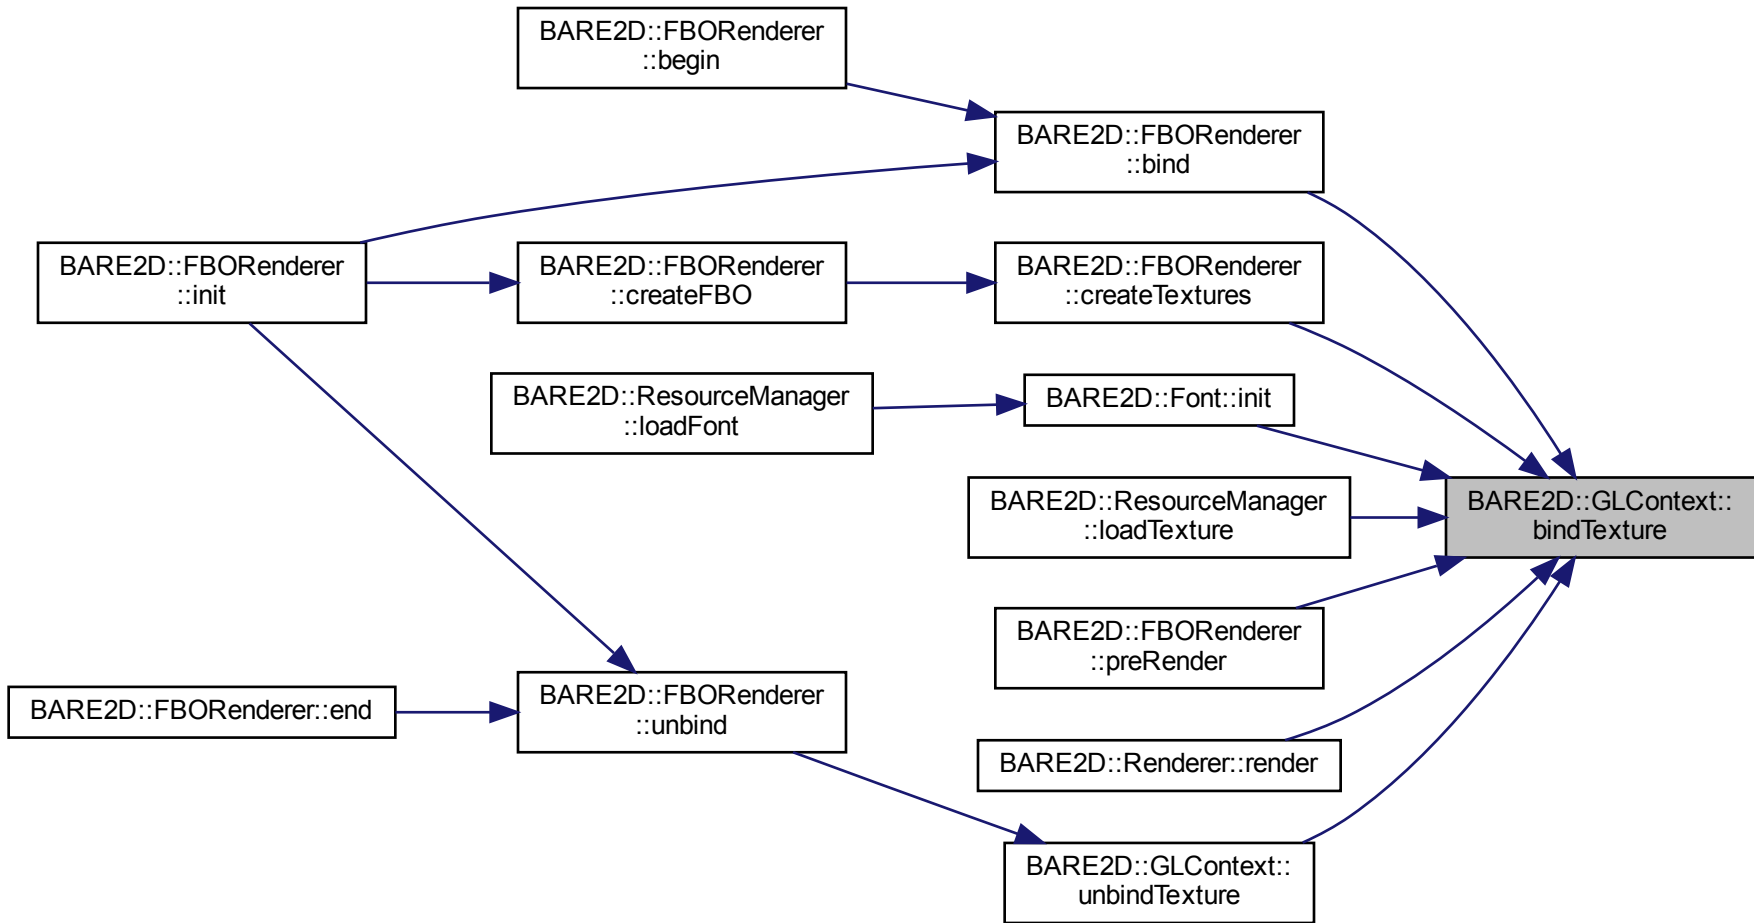 BARE2D::FBORenderer
::begin
BARE2D::FBORenderer
::bind
BARE2D::FBORenderer
::init
BARE2D::FBORenderer
::createFBO
BARE2D::FBORenderer
::createTextures
BARE2D::ResourceManager
::loadFont
BARE2D::Font::init
BARE2D::ResourceManager
::loadTexture
BARE2D::GLContext::
bindTexture
BARE2D::FBORenderer
::preRender
BARE2D::FBORenderer::end
BARE2D::FBORenderer
::unbind
BARE2D::Renderer::render
BARE2D::GLContext::
unbindTexture